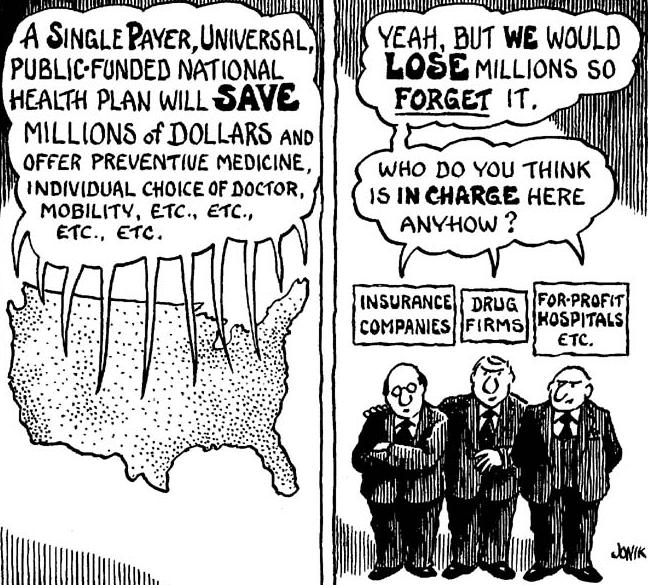 A SINGLE PAYER, UNIVERSAL,
PUBLIC-FUNDED NATIONAL
HEALTH PLAN WILL SAVE
MILLIONS of DOLLARS AND
OFFER PREVENTIVE MEDICINE,
INDIVIDUAL CHOICE OF DOCTOR,
MOBILITY, ETC., ETC.,
ETC., ETC.
YEAH, BUT WE WOULD
LOSE MILLIONS SO
FORGET IT.
WHO DO YOU THINK
IS IN CHARGE HERE
ANYHOW?
INSURANCE
COMPANIES
DRUG
FIRMS
FOR-PROFIT
HOSPITALS
ETC.
JONIK